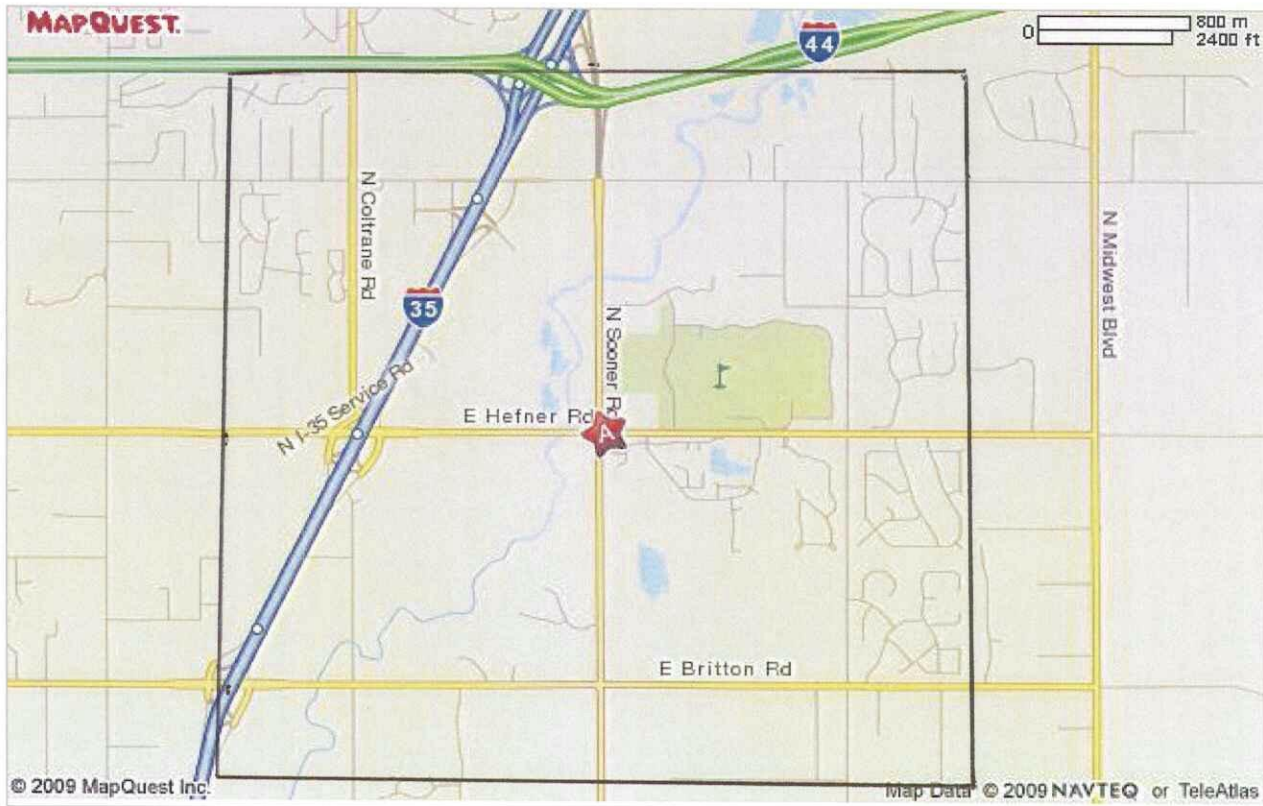 MAPQUEST.
0
800 m
2400 ft
44
N Coltrane Rd
N Midwest Blvd
35
N Sooner Rd
N I-35 Service Rd
E Hefner Rd
A
E Britton Rd
© 2009 MapQuest Inc.
Map Data © 2009 NAVTEQ or TeleAtlas